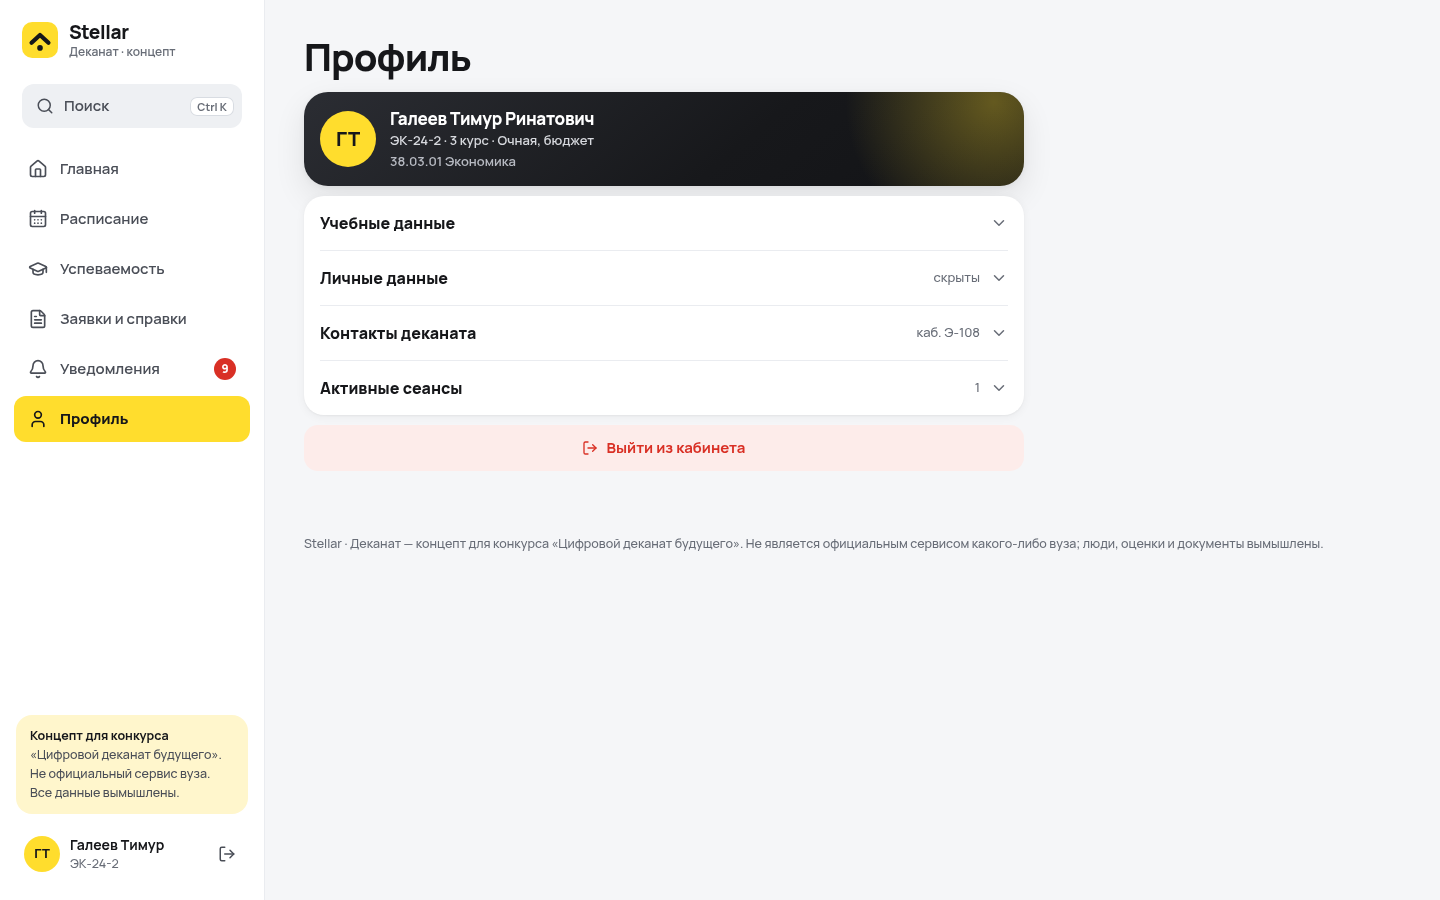 Stellar
Деканат · концепт
Поиск
Ctrl K
Главная
Расписание
Успеваемость
Заявки и справки
Уведомления
9
Профиль
Концепт для конкурса
«Цифровой деканат будущего».
Не официальный сервис вуза.
Все данные вымышлены.
ГТ
Галеев Тимур
ЭК-24-2
Профиль
ГТ
Галеев Тимур Ринатович
ЭК-24-2 · 3 курс · Очная, бюджет
38.03.01 Экономика
Учебные данные
Личные данные
скрыты
Контакты деканата
каб. Э-108
Активные сеансы
1
Выйти из кабинета
Stellar · Деканат — концепт для конкурса «Цифровой деканат будущего». Не является официальным сервисом какого-либо вуза; люди, оценки и документы вымышлены.